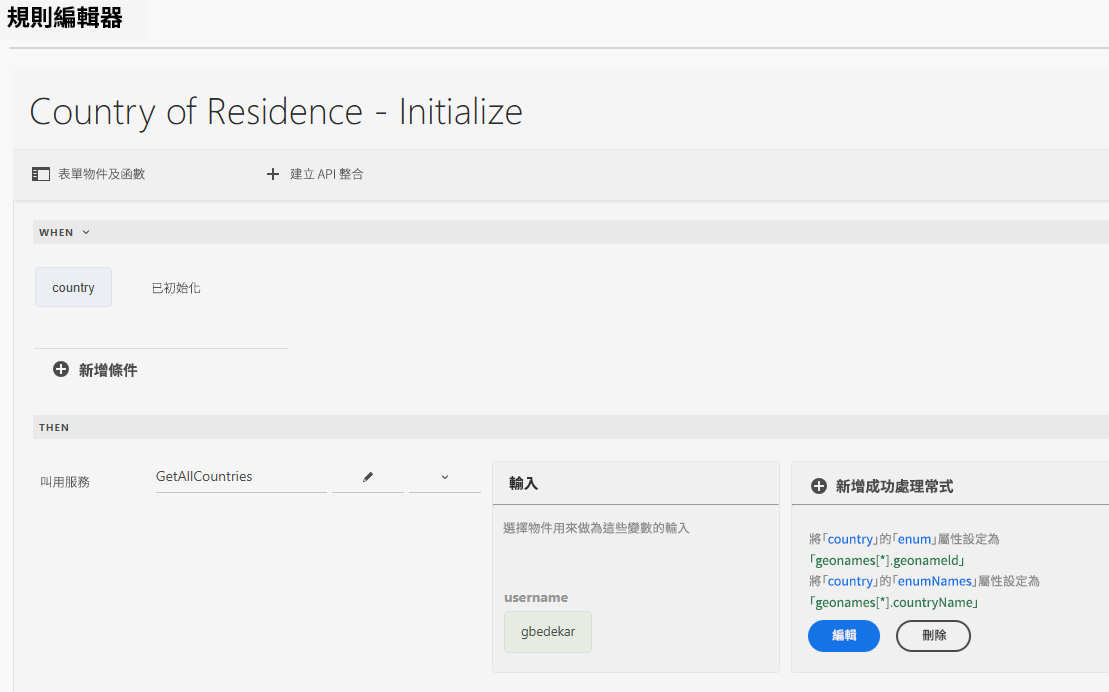 規則編輯器
Country of Residence - Initialize
表單物件及函數
建立 API 整合
WHEN
country
已初始化
新增條件
THEN
叫用服務
GetAllCountries
輸入
選擇物件用來做為這些變數的輸入
username
gbedekar
新增成功處理常式
將「country」的「enum」屬性設定為
「geonames[*].geonameId」
將「country」的「enumNames」屬性設定為
「geonames[*].countryName」
編輯
刪除